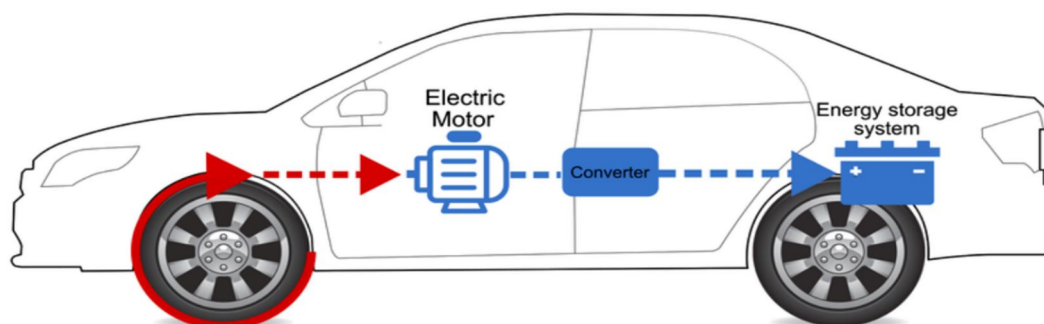 Electric
Motor
Converter
Energy storage
system